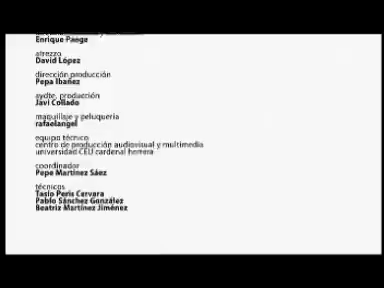 Enrique Pange
atrezzo
David López
dirección producción
Pepa Ibañez
aydte. producción
Javi Collado
maquillaje y peluquería
rafaelangel
equipo técnico
centro de producción audiovisual y multimedia
universidad CEU cardenal herrera
coordinador
Pepe Martínez Sáez
técnicos
Tasio Peris Cervera
Pablo Sánchez González
Beatriz Martínez Jiménez